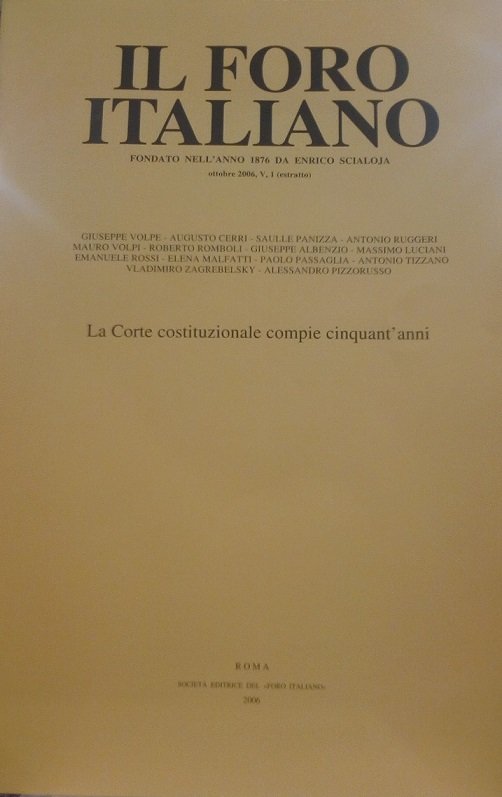 IL FORO
ITALIANO
FONDATO NELL'ANNO 1876 DA ENRICO SCIALOJA
ottobre 2006, V, 1 (estratto)
GIUSEPPE VOLPE - AUGUSTO CERRI - SAULLE PANIZZA - ANTONIO RUGGERI
MAURO VOLPI - ROBERTO ROMBOLI - GIUSEPPE ALBENZIO - MASSIMO LUCIANI
EMANUELE ROSSI - ELENA MALFATTI - PAOLO PASSAGLIA - ANTONIO TIZZANO
VLADIMIRO ZAGREBELSKY - ALESSANDRO PIZZORUSSO
La Corte costituzionale compie cinquant'anni
ROMA
SOCIETÀ EDITRICE DEL «FORO ITALIANO»
2006